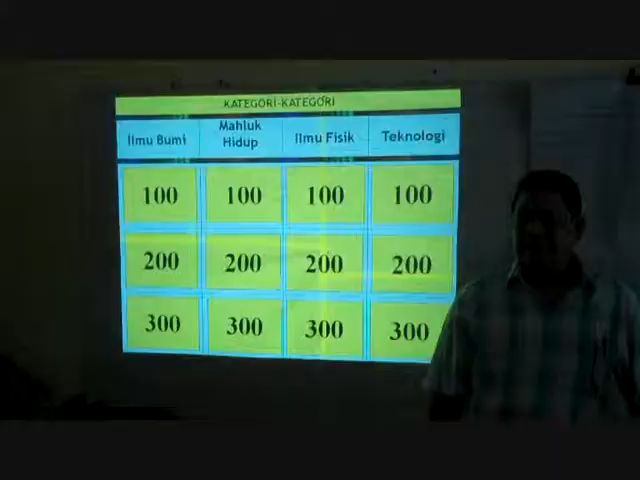 KATEGORI-KATEGORI
Ilmu Bumi
Mahluk Hidup
Ilmu Fisik
Teknologi
100 100 100 100
200 200 200 200
300 300 300 300